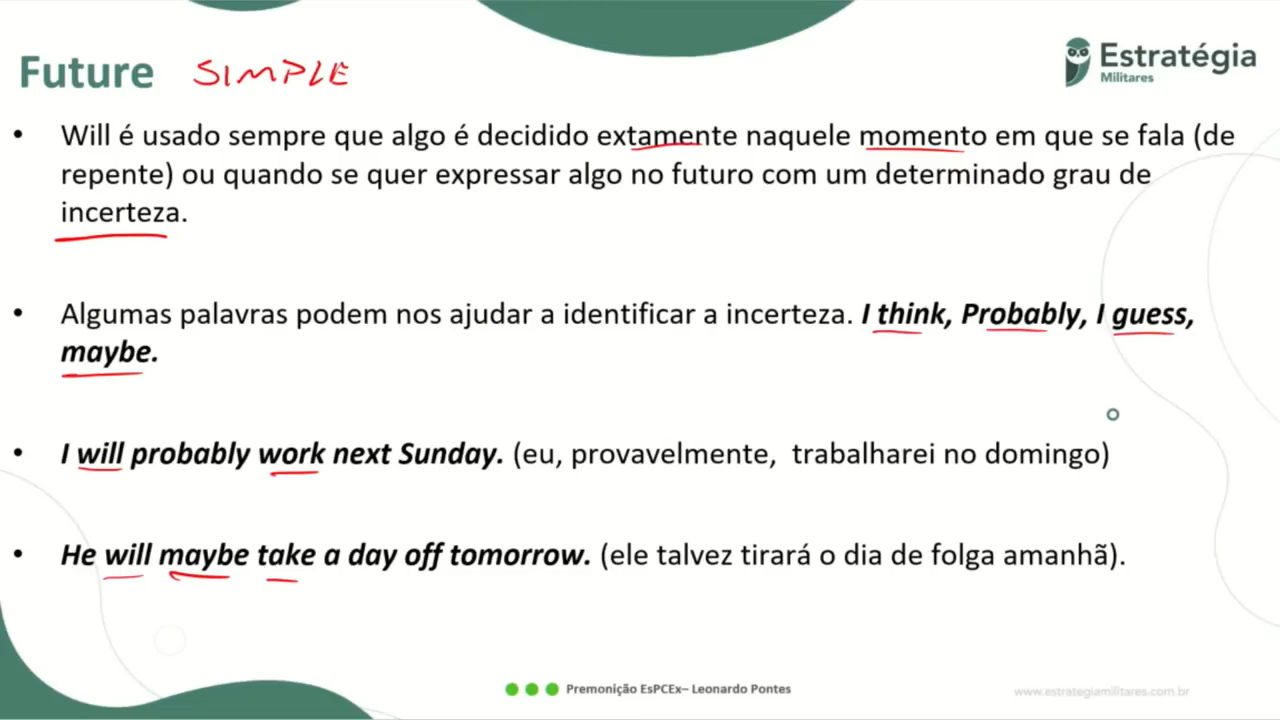 Future SIMPLE
Estratégia
Militares
• Will é usado sempre que algo é decidido extamente naquele momento em que se fala (de
repente) ou quando se quer expressar algo no futuro com um determinado grau de
incerteza.
• Algumas palavras podem nos ajudar a identificar a incerteza. I think, Probably, I guess,
maybe.
• I will probably work next Sunday. (eu, provavelmente, trabalharei no domingo)
• He will maybe take a day off tomorrow. (ele talvez tirará o dia de folga amanhã).
Premonição EsPCEx– Leonardo Pontes
www.estrategiamilitares.com.br